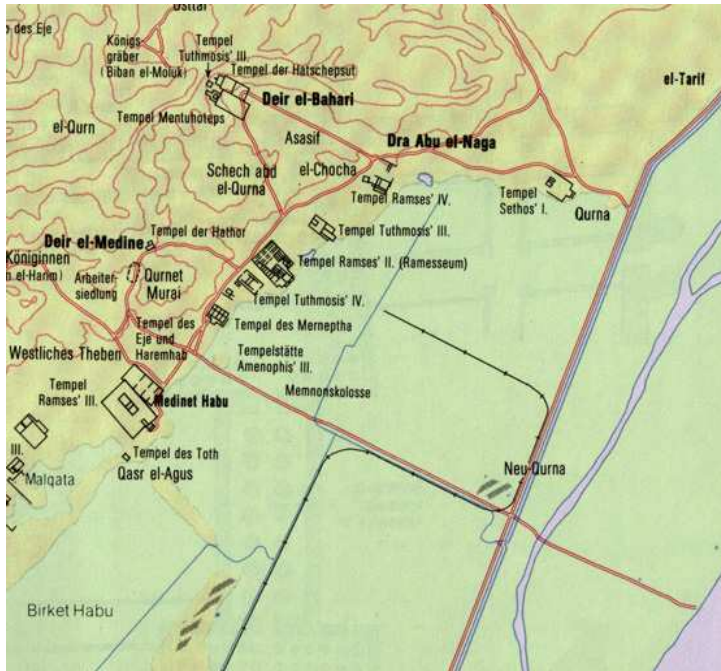 des Eje
Königs-
gräber
(Biban el-Moluk)
Tempel
Tuthmosis' III.
Tempel der Hatschepsut
el-Tarif
Deir el-Bahari
Tempel Mentuhoteps
el-Qurn
Asasif
Dra Abu el-Naga
el-Chocha
Schech abd
el-Qurna
Tempel Ramses' IV.
Tempel
Sethos' I.
Qurna
Tempel Tuthmosis' III.
Tempel der Hathor
Deir el-Medine
Königinnen
el-Harim)
Arbeiter-
siedlung
Qurnet
Murai
Tempel Ramses' II. (Ramesseum)
Tempel Tuthmosis' IV.
Tempel des Merneptha
Tempel des
Eje und
Haremhab
Westliches Theben
Tempelstätte
Amenophis' III.
Memnonskolosse
Tempel
Ramses' III.
Medinet Habu
III.
Tempel des Toth
Qasr el-Agus
Malqata
Neu-Qurna
Birket Habu